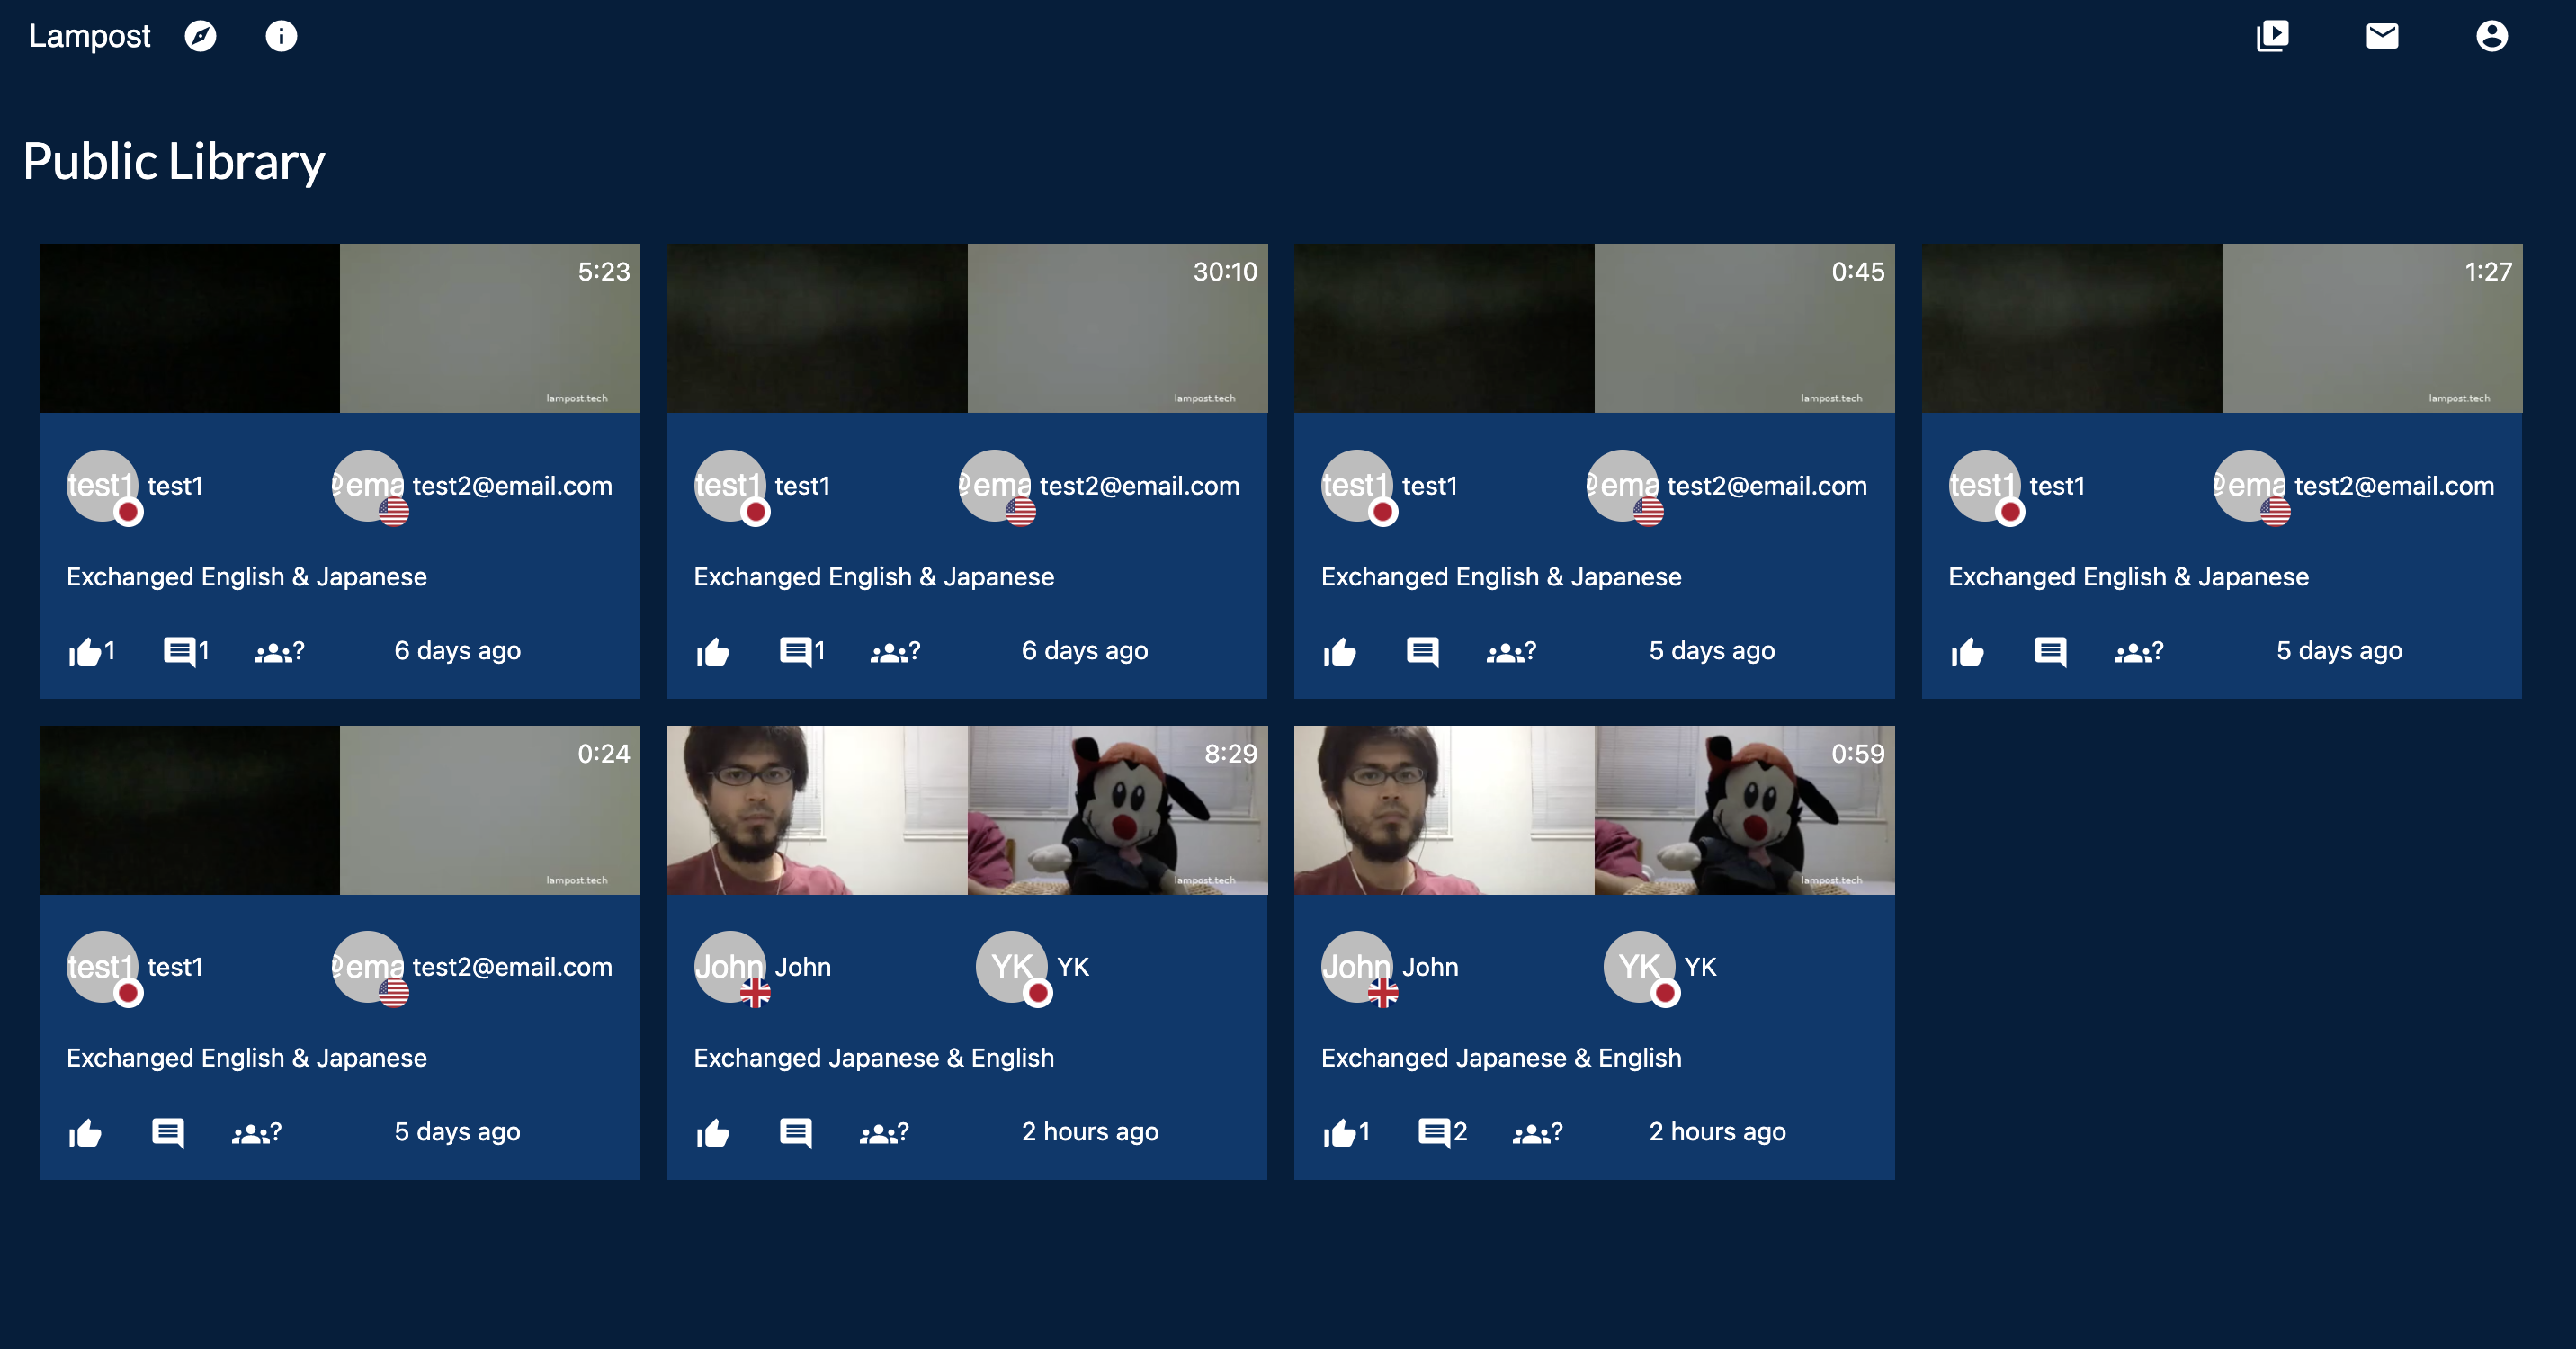 Lampost
Public Library
5:23
lampost.tech
test1 test1
@ema test2@email.com
Exchanged English & Japanese
1 1 ? 6 days ago
30:10
lampost.tech
test1 test1
@ema test2@email.com
Exchanged English & Japanese
1 ? 6 days ago
0:45
lampost.tech
test1 test1
@ema test2@email.com
Exchanged English & Japanese
? 5 days ago
1:27
lampost.tech
test1 test1
@ema test2@email.com
Exchanged English & Japanese
? 5 days ago
0:24
lampost.tech
test1 test1
@ema test2@email.com
Exchanged English & Japanese
? 5 days ago
8:29
lampost.tech
John John
YK YK
Exchanged Japanese & English
? 2 hours ago
0:59
lampost.tech
John John
YK YK
Exchanged Japanese & English
1 2 ? 2 hours ago